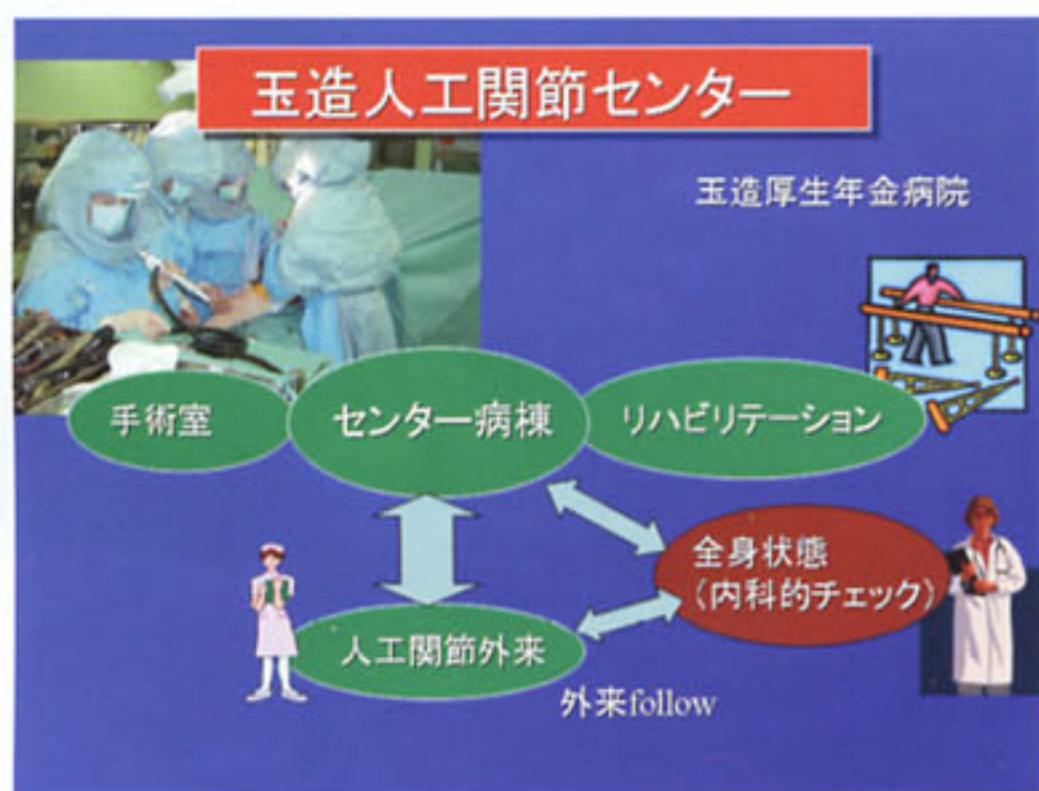 玉造人工関節センター
玉造厚生年金病院
手術室
センター病棟
リハビリテーション
全身状態
（内科的チェック）
人工関節外来
外来follow